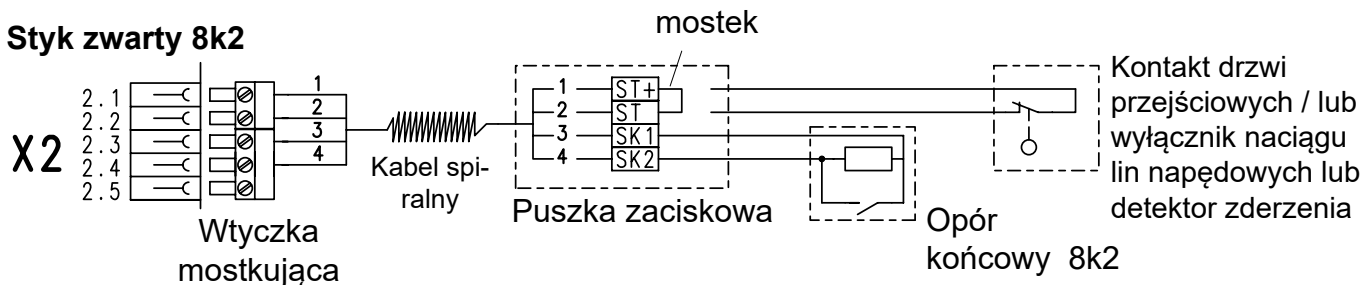 mostek
Styk zwarty 8k2
X2
2.1
2.2
2.3
2.4
2.5
1
2
3
4
Wtyczka
mostkująca
Kabel spi-
ralny
1 ST+
2 ST
3 SK1
4 SK2
Puszka zaciskowa
Opór
końcowy 8k2
Kontakt drzwi
przejściowych / lub
wyłącznik naciągu
lin napędowych lub
detektor zderzenia